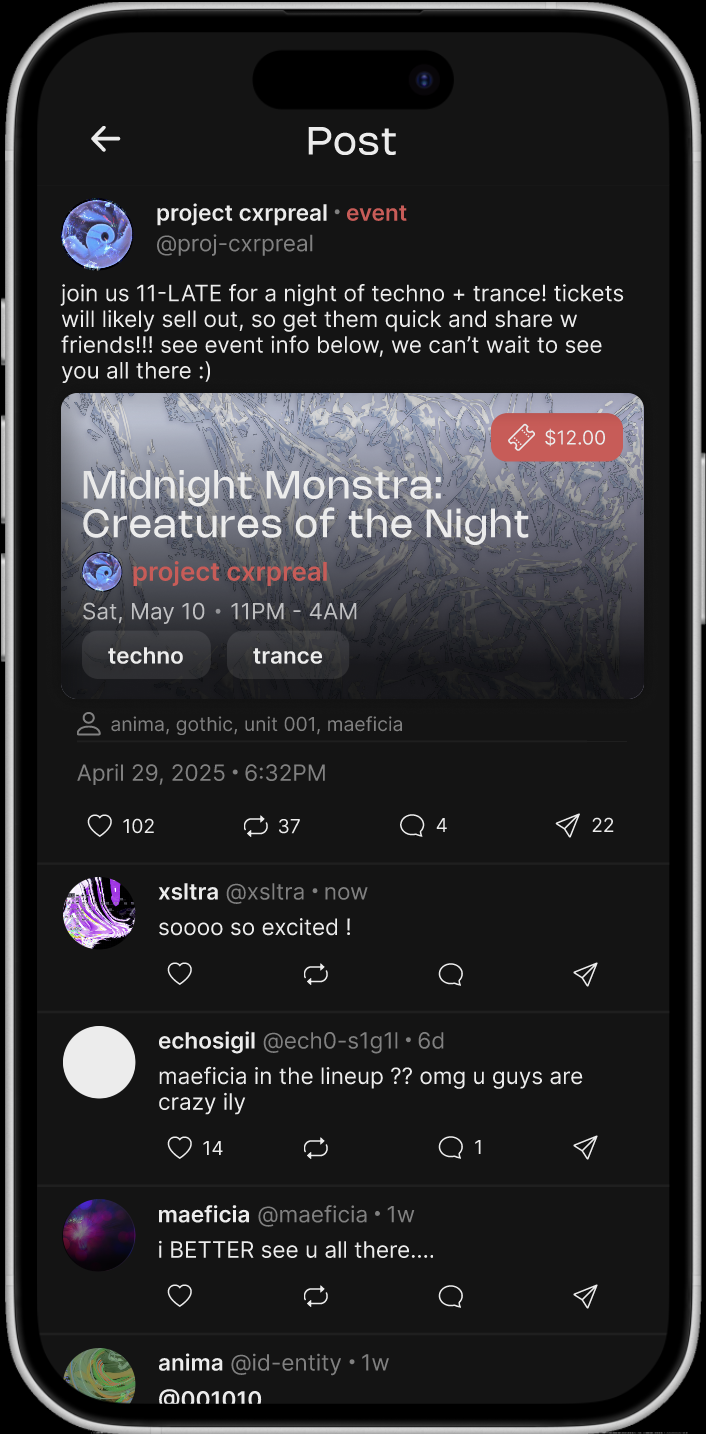 Post
project cxrpreal • event
@proj-cxrpreal
join us 11-LATE for a night of techno + trance! tickets
will likely sell out, so get them quick and share w
friends!!! see event info below, we can’t wait to see
you all there :)
$12.00
Midnight Monstra:
Creatures of the Night
project cxrpreal
Sat, May 10 • 11PM - 4AM
techno trance
anima, gothic, unit 001, maeficia
April 29, 2025 • 6:32PM
102 37 4 22
xsltra @xsltra • now
soooo so excited !
echosigil @ech0-s1g1l • 6d
maeficia in the lineup ?? omg u guys are
crazy ily
14 1
maeficia @maeficia • 1w
i BETTER see u all there....
anima @id-entity • 1w
@001010